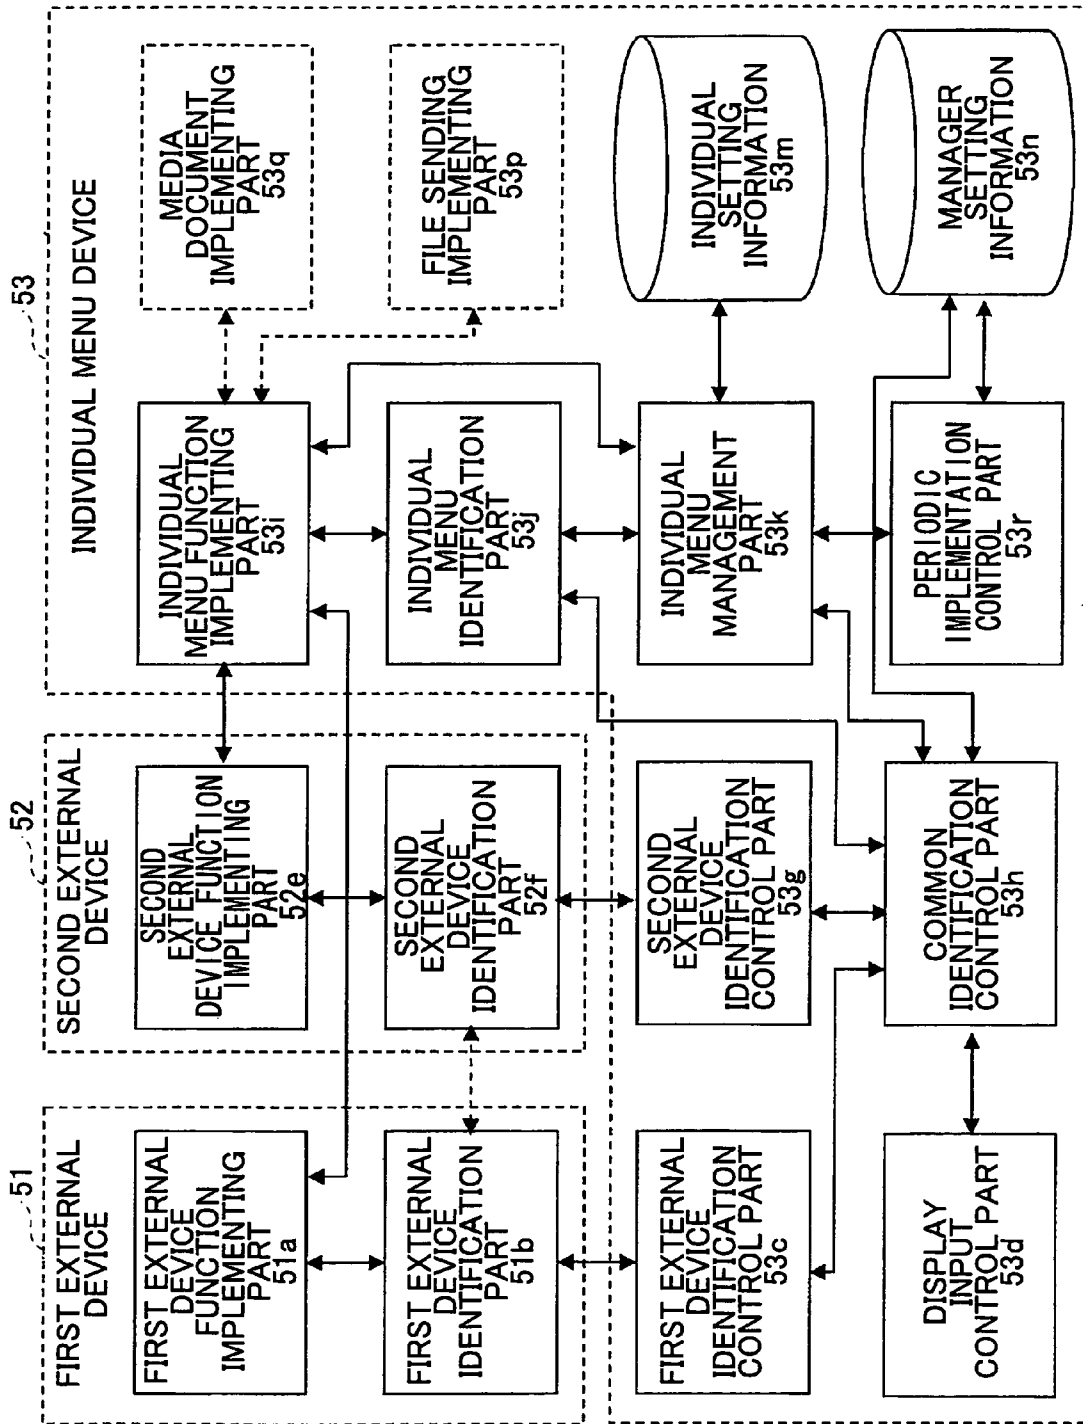 51
FIRST EXTERNAL
DEVICE
FIRST EXTERNAL
DEVICE
FUNCTION
IMPLEMENTING
PART
51a
FIRST EXTERNAL
DEVICE
IDENTIFICATION
PART
51b
FIRST EXTERNAL
DEVICE
IDENTIFICATION
CONTROL PART
53c
DISPLAY
INPUT
CONTROL PART
53d
52
SECOND EXTERNAL
DEVICE
SECOND
EXTERNAL
DEVICE FUNCTION
IMPLEMENTING
PART
52e
SECOND
EXTERNAL
DEVICE
IDENTIFICATION
PART
52f
SECOND
EXTERNAL
DEVICE
IDENTIFICATION
CONTROL PART
53g
COMMON
IDENTIFICATION
CONTROL PART
53h
53
INDIVIDUAL MENU DEVICE
INDIVIDUAL
MENU FUNCTION
IMPLEMENTING
PART
53i
INDIVIDUAL
MENU
IDENTIFICATION
PART
53j
INDIVIDUAL
MENU
MANAGEMENT
PART
53k
PERIODIC
IMPLEMENTATION
CONTROL PART
53r
MEDIA
DOCUMENT
IMPLEMENTING
PART
53q
FILE SENDING
IMPLEMENTING
PART
53p
INDIVIDUAL
SETTING
INFORMATION
53m
MANAGER
SETTING
INFORMATION
53n